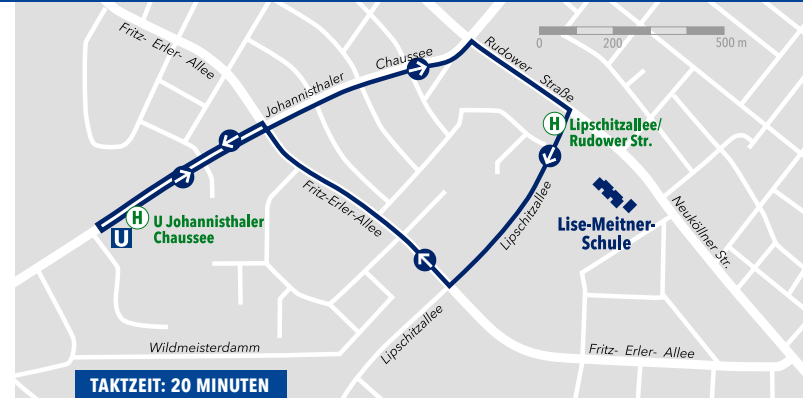 Fritz- Erler- Allee
Johannisthaler Chaussee
Rudower Straße
0 200 500 m
H Lipschitzallee/
Rudower Str.
Fritz-Erler-Allee
Lipschitzallee
Neuköllner Str.
Lise-Meitner-
Schule
H U Johannisthaler
Chaussee
U
Lipschitzallee
Wildmeisterdamm
Fritz- Erler- Allee
TAKTZEIT: 20 MINUTEN